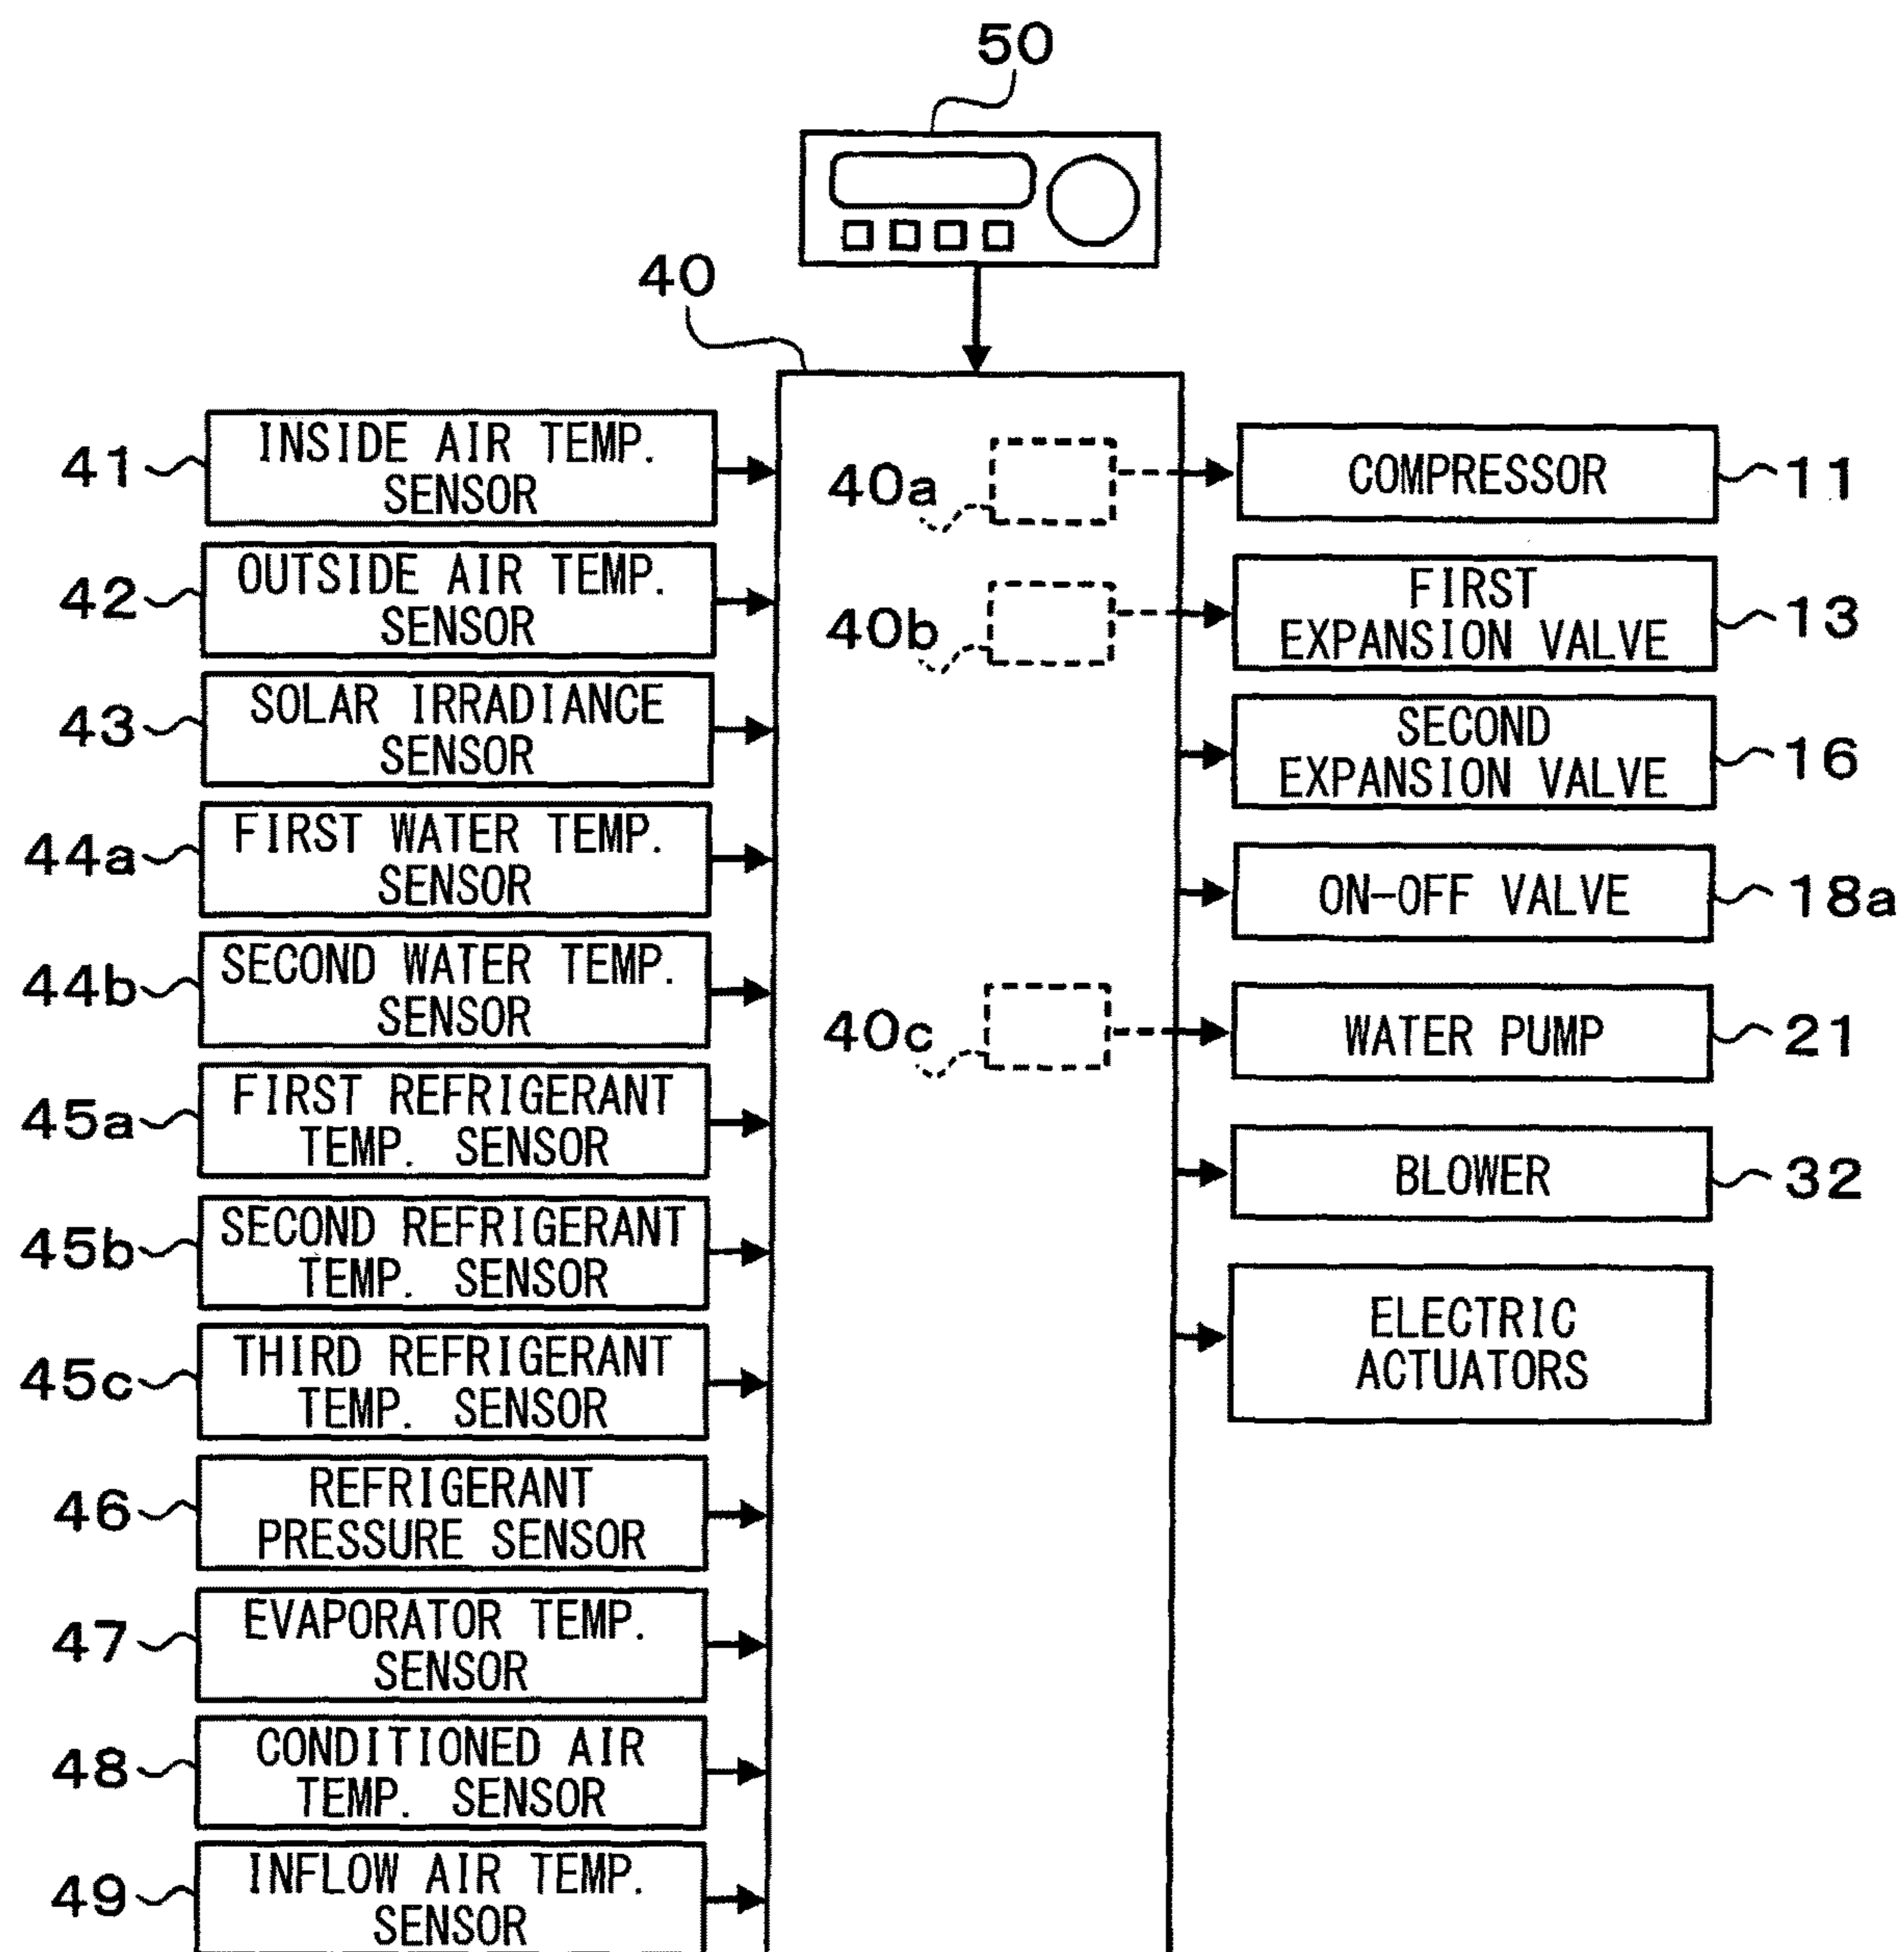 50
40
41
INSIDE AIR TEMP.
SENSOR
42
OUTSIDE AIR TEMP.
SENSOR
43
SOLAR IRRADIANCE
SENSOR
44a
FIRST WATER TEMP.
SENSOR
44b
SECOND WATER TEMP.
SENSOR
45a
FIRST REFRIGERANT
TEMP. SENSOR
45b
SECOND REFRIGERANT
TEMP. SENSOR
45c
THIRD REFRIGERANT
TEMP. SENSOR
46
REFRIGERANT
PRESSURE SENSOR
47
EVAPORATOR TEMP.
SENSOR
48
CONDITIONED AIR
TEMP. SENSOR
49
INFLOW AIR TEMP.
SENSOR
40a
40b
40c
COMPRESSOR
11
FIRST
EXPANSION VALVE
13
SECOND
EXPANSION VALVE
16
ON-OFF VALVE
18a
WATER PUMP
21
BLOWER
32
ELECTRIC
ACTUATORS